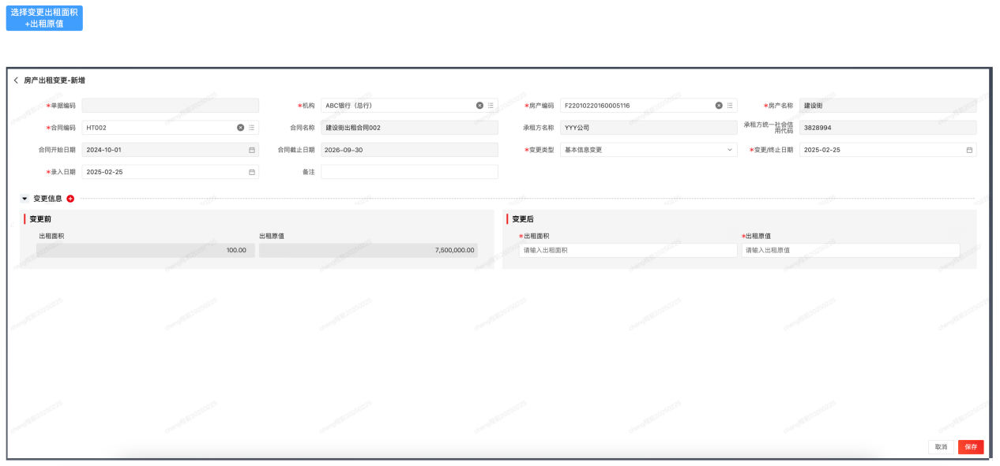 选择变更出租面积
+出租原值
房产出租变更-新增
*单据编码
*机构 ABC银行（总行）
*房产编码 F22010220160005116
*房产名称 建设街
*合同编码 HT002
合同名称 建设街出租合同002
承租方名称 YYY公司
承租方统一社会信
用代码 3828994
合同开始日期 2024-10-01
合同截止日期 2026-09-30
*变更类型 基本信息变更
*变更/终止日期 2025-02-25
*录入日期 2025-02-25
备注
变更信息
变更前
出租面积 出租原值
100.00 7,500,000.00
变更后
*出租面积 *出租原值
请输入出租面积 请输入出租原值
取消 保存